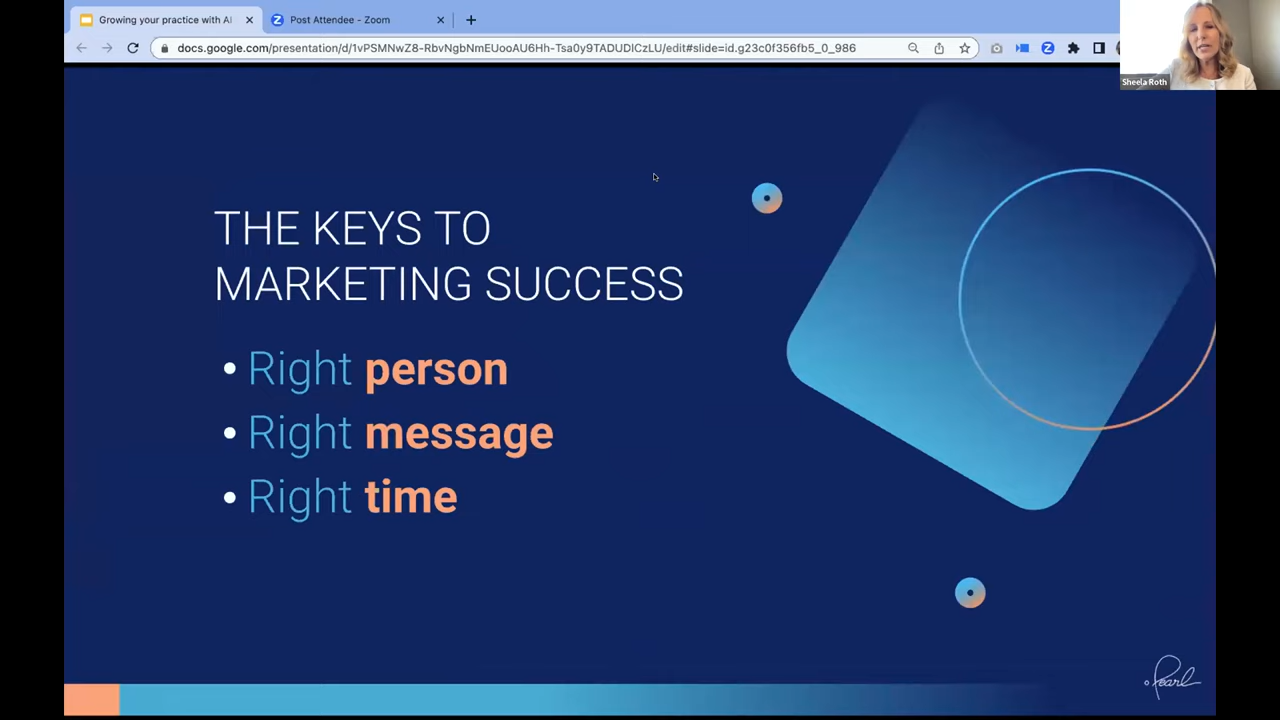 Growing your practice with AI
Post Attendee - Zoom
docs.google.com/presentation/d/1vPSMNwZ8-RbvNgbNmEUooAU6Hh-Tsa0y9TADUDlCzLU/edit#slide=id.g23c0f356fb5_0_986
Sheela Roth
THE KEYS TO
MARKETING SUCCESS
• Right person
• Right message
• Right time
Pearl